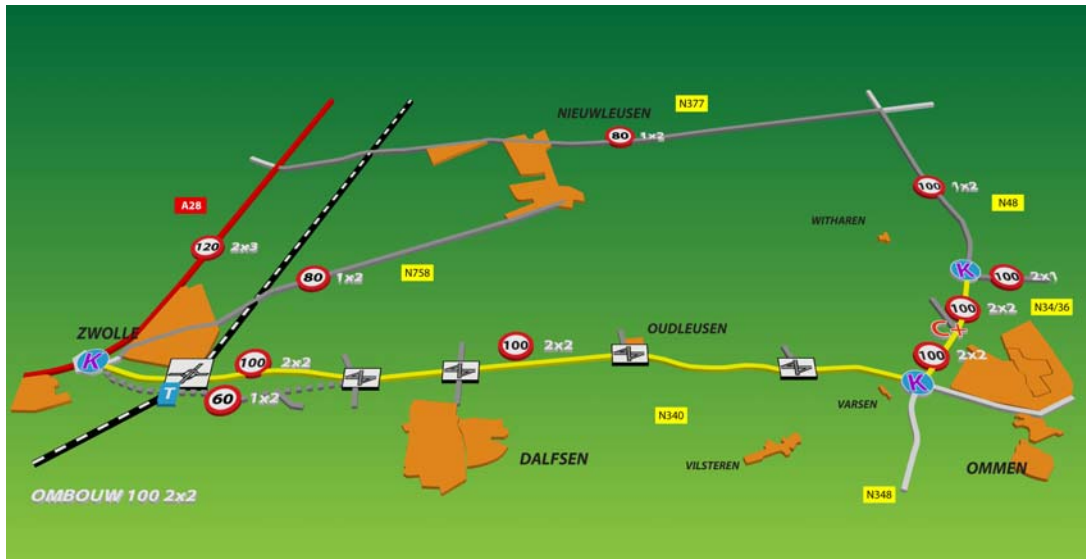 N377
NIEUWLEUSEN
80 1x2
A28
100 1x2
N48
WITHAREN
120 2x3
80 1x2
N758
K
100 2x1
N34/36
100 2x2
ZWOLLE
OUDLEUSEN
K
100 2x2
100 2x2
100 2x2
K
T
60 1x2
VARSEN
N340
DALFSEN
VILSTEREN
OMMEN
OMBOUW 100 2x2
N348